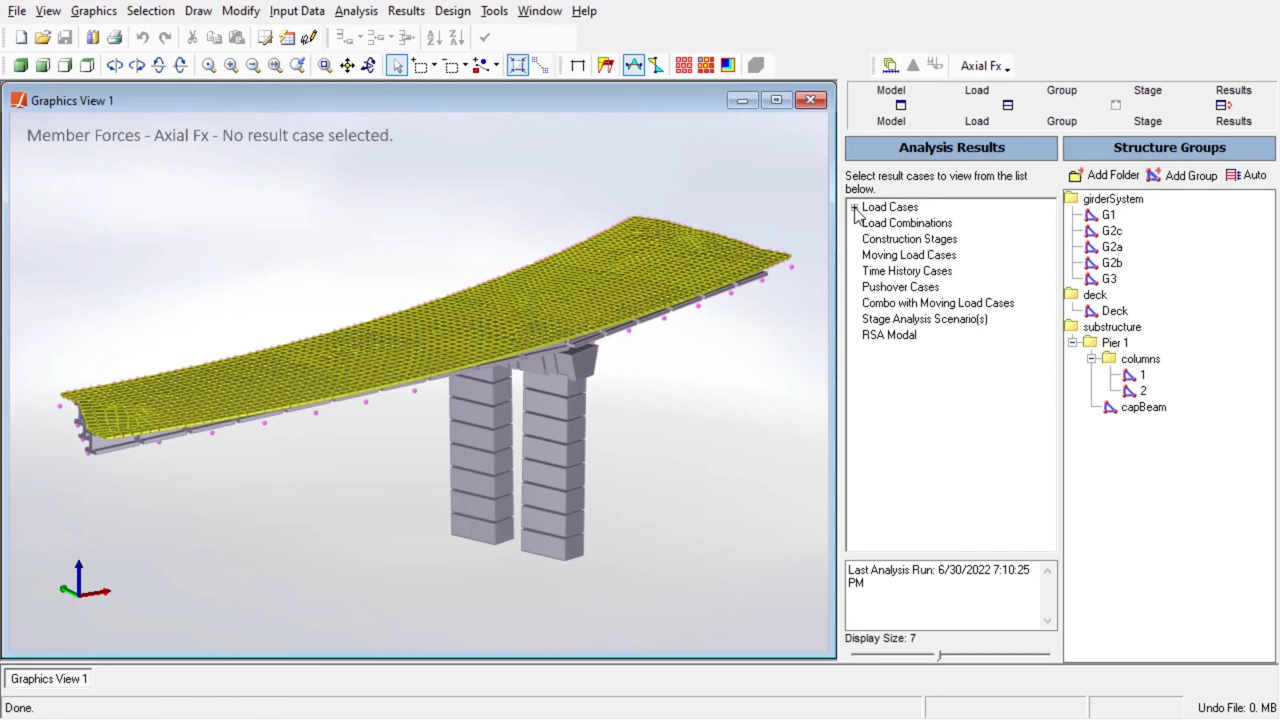 File View Graphics Selection Draw Modify Input Data Analysis Results Design Tools Window Help
Axial Fx
Graphics View 1
Member Forces - Axial Fx - No result case selected.
Model Load Group Stage Results
Model Load Group Stage Results
Analysis Results
Select result cases to view from the list
below.
Load Cases
Load Combinations
Construction Stages
Moving Load Cases
Time History Cases
Pushover Cases
Combo with Moving Load Cases
Stage Analysis Scenario(s)
RSA Modal
Last Analysis Run: 6/30/2022 7:10:25
PM
Display Size: 7
Structure Groups
Add Folder Add Group Auto
girderSystem
G1
G2c
G2a
G2b
G3
deck
Deck
substructure
Pier 1
columns
1
2
capBeam
Graphics View 1
Done.
Undo File: 0. MB